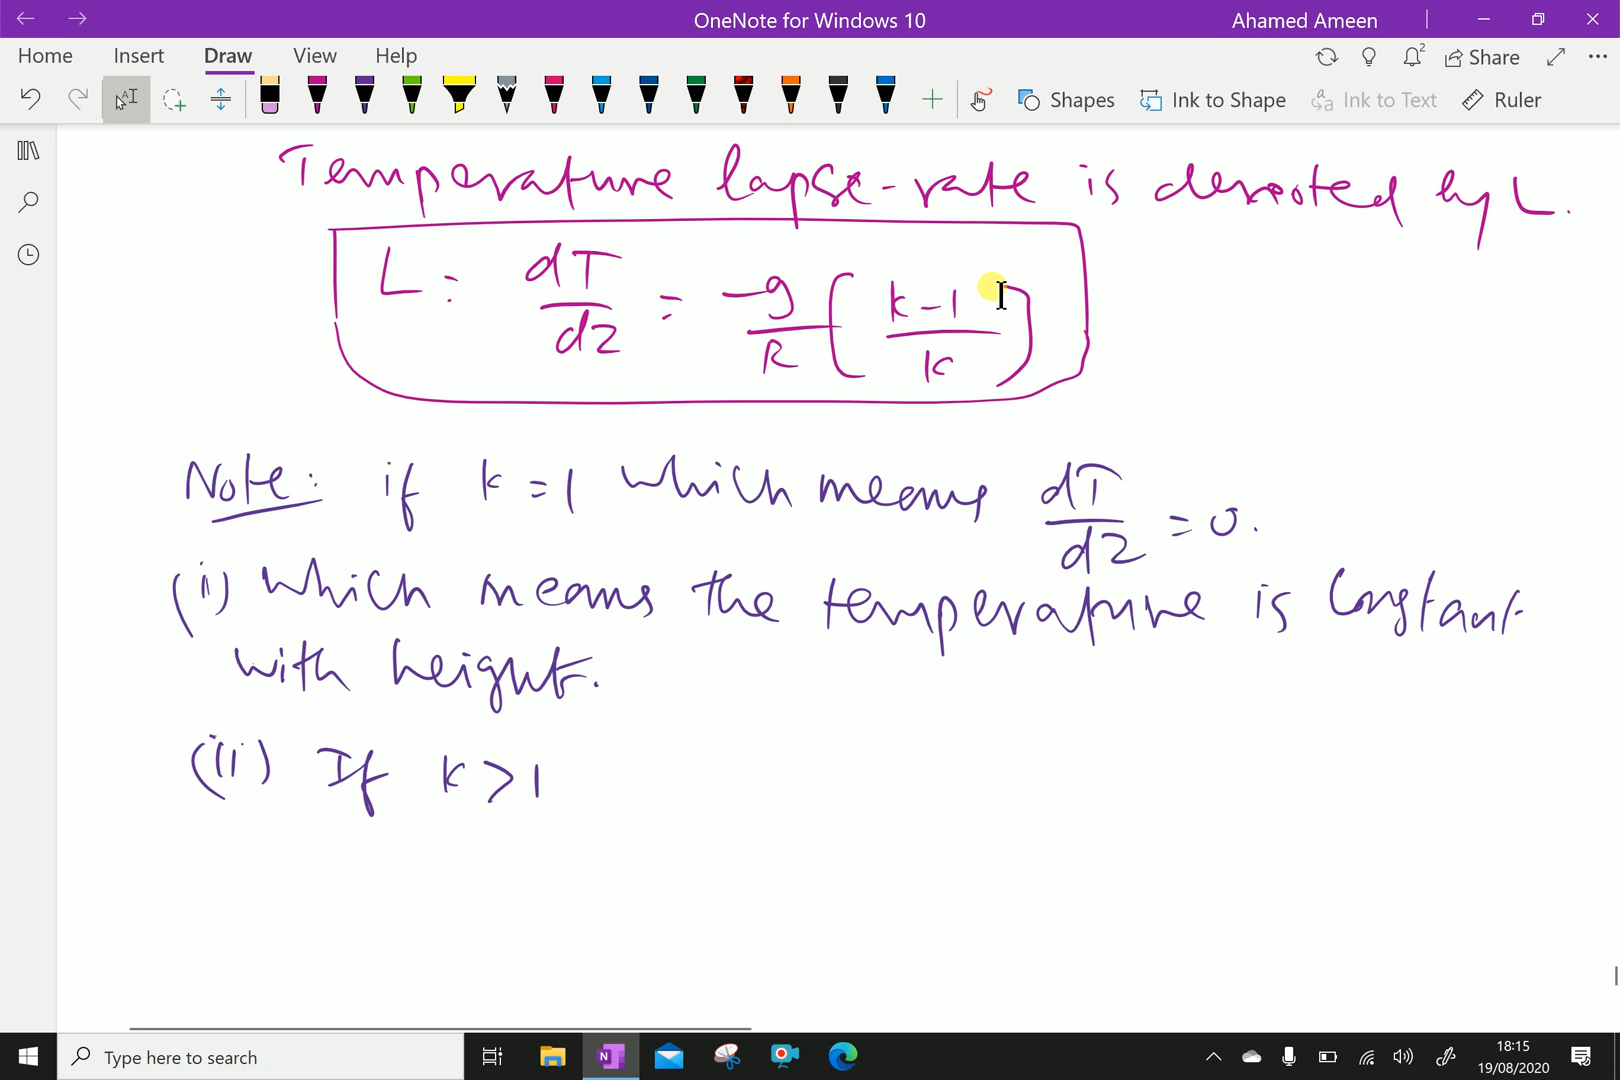 OneNote for Windows 10
Ahamed Ameen
Home Insert Draw View Help
2
Share
Shapes Ink to Shape Ink to Text Ruler
Temperature lapse-rate is denoted by L.
L = dT/dz = -g/R (k-1/k)
Note: if k = 1 which means dT/dz = 0.
(i) which means the temperature is constant
with height.
(ii) If k > 1
Type here to search
18:15
19/08/2020